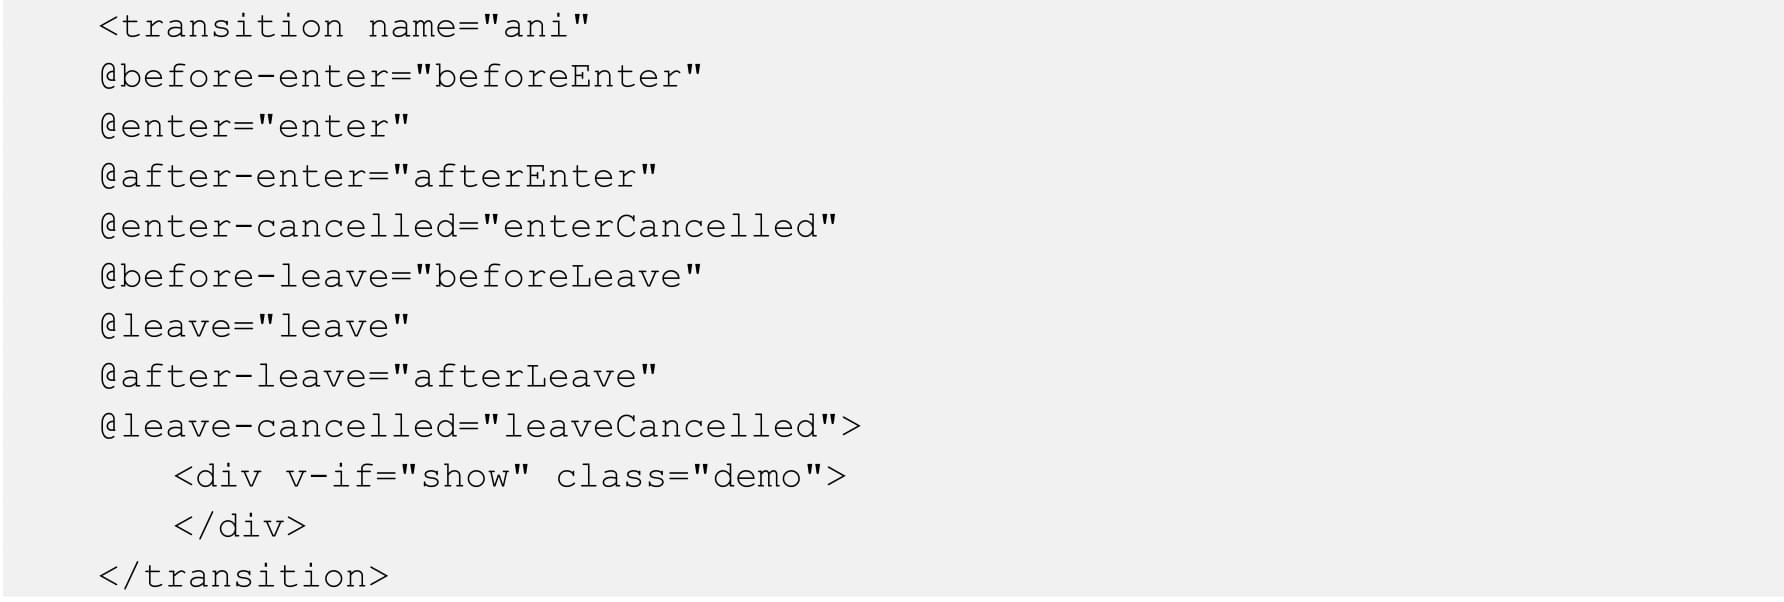 <transition name="ani"
@before-enter="beforeEnter"
@enter="enter"
@after-enter="afterEnter"
@enter-cancelled="enterCancelled"
@before-leave="beforeLeave"
@leave="leave"
@after-leave="afterLeave"
@leave-cancelled="leaveCancelled">
<div v-if="show" class="demo">
</div>
</transition>